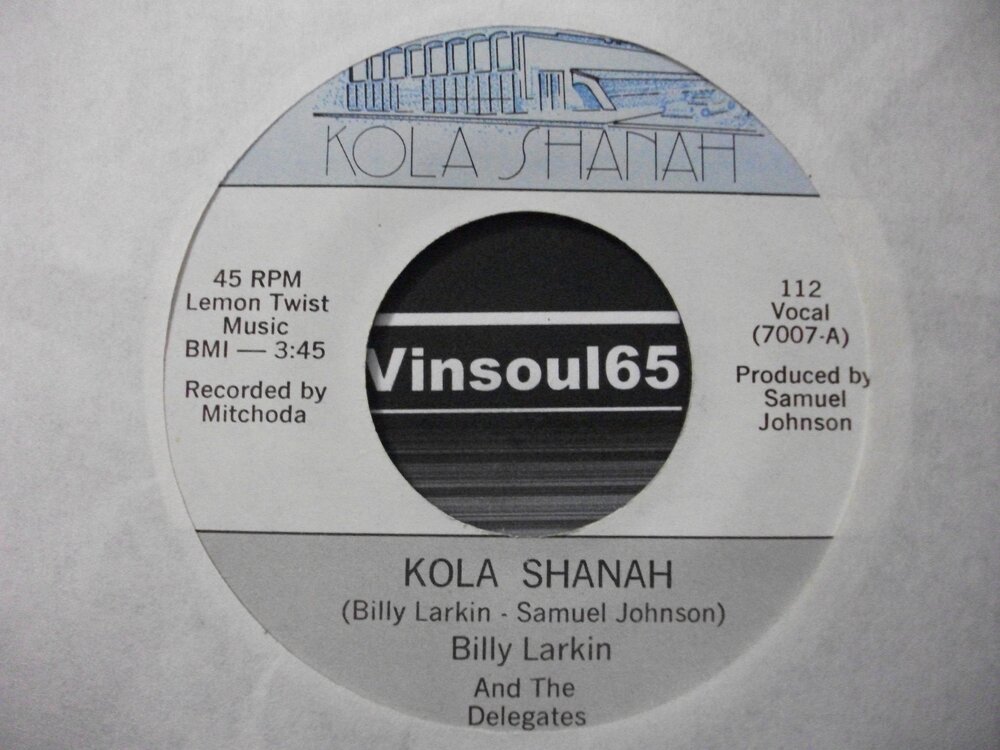 KOLA SHANAH
45 RPM
Lemon Twist
Music
BMI — 3:45
Recorded by
Mitchoda
Vinsoul65
112
Vocal
(7007-A)
Produced by
Samuel
Johnson
KOLA SHANAH
(Billy Larkin - Samuel Johnson)
Billy Larkin
And The
Delegates